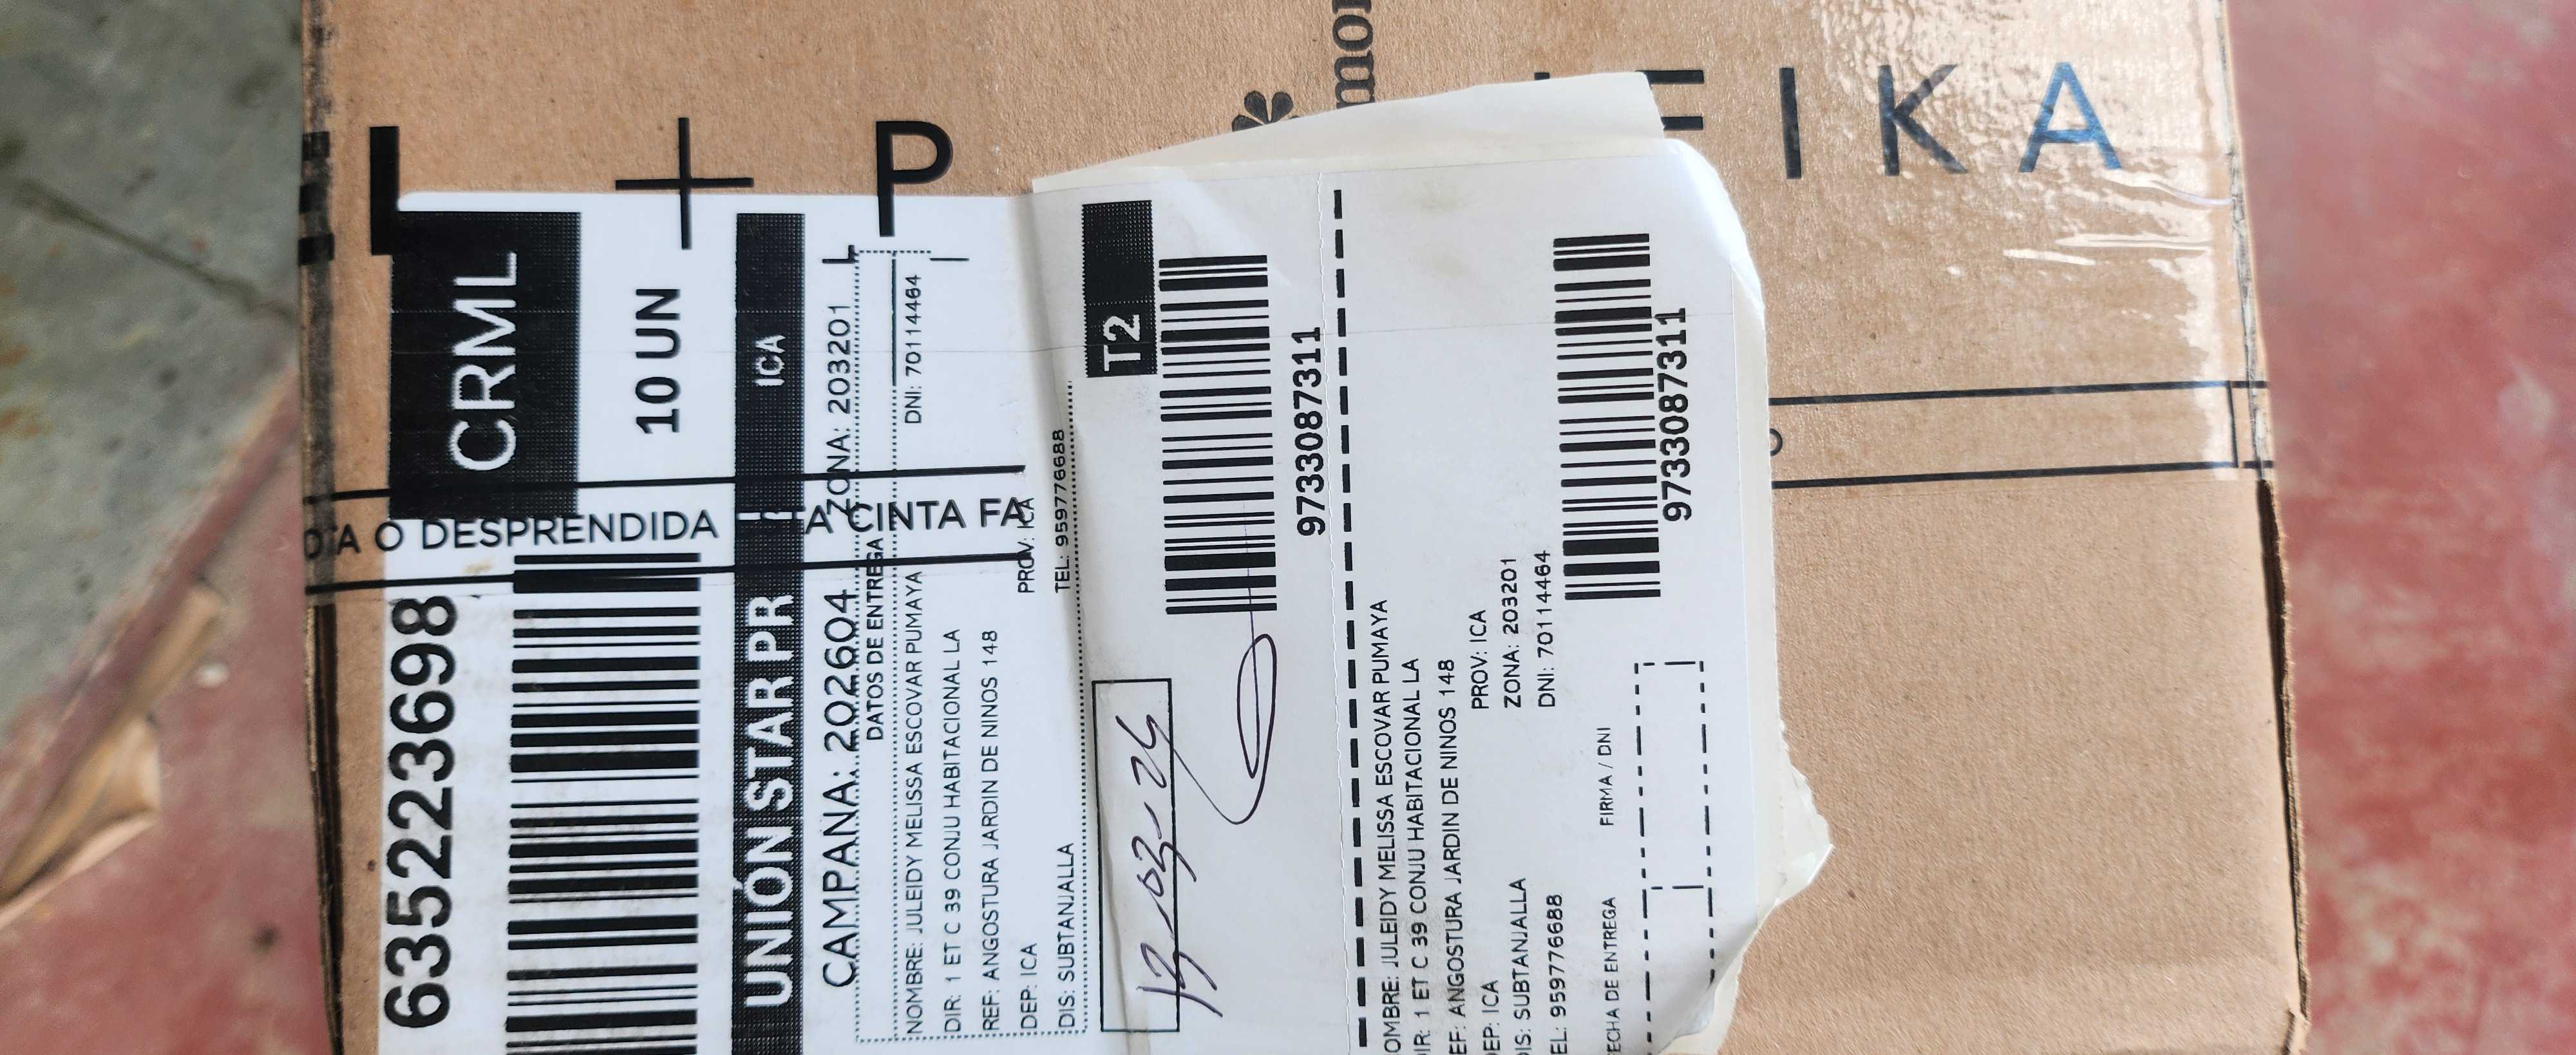 L + P
IKA
CRML
10 UN
6352223698
OTA O DESPRENDIDA
A CINTA FA
UNIÓN STAR PR
ICA
CAMPANA: 202604
ZONA: 203201
DATOS DE ENTREGA
NOMBRE: JULEIDY MELISSA ESCOVAR PUMAYA
DNI: 70114464
DIR: 1 ET C 39 CONJU HABITACIONAL LA
REF: ANGOSTURA JARDIN DE NINOS 148
DEP: ICA
PROV: ICA
DIS: SUBTANJALLA
TEL: 959776688
T2
9733087311
OMBRE: JULEIDY MELISSA ESCOVAR PUMAYA
IR: 1 ET C 39 CONJU HABITACIONAL LA
EF: ANGOSTURA JARDIN DE NINOS 148
EP: ICA
PROV: ICA
IS: SUBTANJALLA
ZONA: 203201
EL: 959776688
DNI: 70114464
ECHA DE ENTREGA
FIRMA / DNI
9733087311